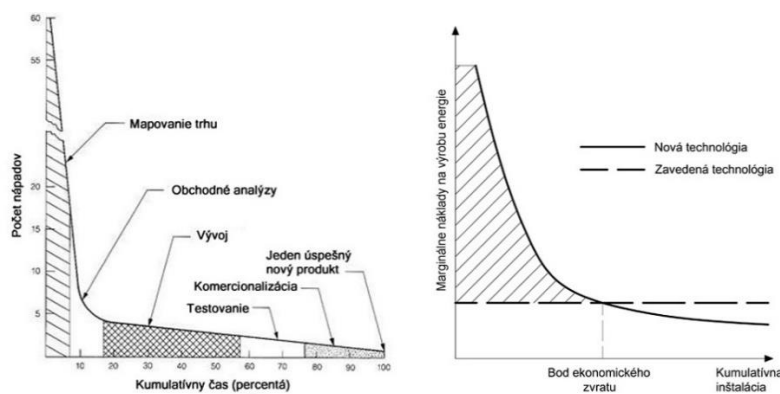 60
55
20
15
10
5
Počet nápadov
Mapovanie trhu
Obchodné analýzy
Vývoj
Jeden úspešný
nový produkt
Komercionalizácia
Testovanie
10 20 30 40 50 60 70 80 90 100
Kumulatívny čas (percentá)
Marginálne náklady na výrobu energie
Nová technológia
Zavedená technológia
Bod ekonomického
zvratu
Kumulatívna
inštalácia